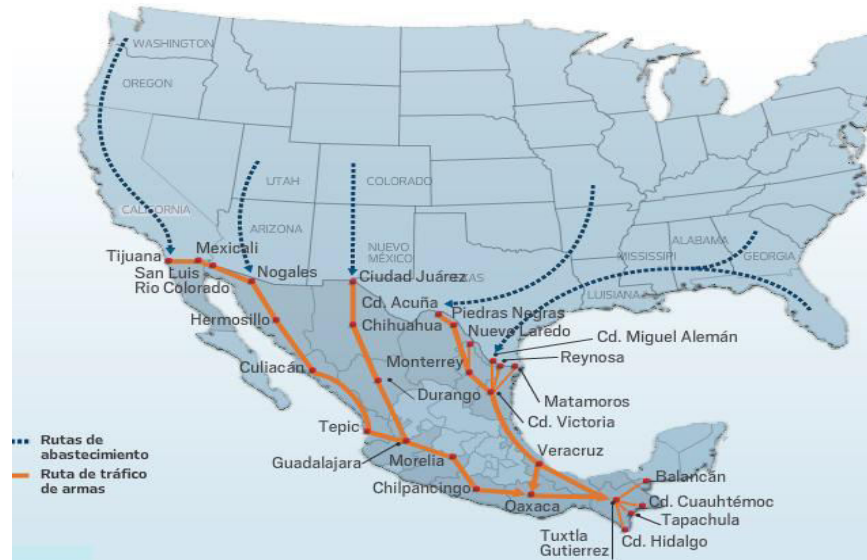 WASHINGTON
OREGON
UTAH
COLORADO
CALIFORNIA
ARIZONA
NUEVO
MÉXICO
ALABAMA
MISSISSIPPI
GEORGIA
LUISIANA
Tijuana
Mexicali
San Luis
Rio Colorado
Nogales
Ciudad Juárez
Cd. Acuña
Piedras Negras
Hermosillo
Chihuahua
Nuevo Laredo
Cd. Miguel Alemán
Reynosa
Culiacán
Monterrey
Durango
Matamoros
Cd. Victoria
Tepic
Guadalajara
Morelia
Veracruz
Chilpancingo
Oaxaca
Balancán
Cd. Cuauhtémoc
Tapachula
Tuxtla
Gutierrez
Cd. Hidalgo
Rutas de
abastecimiento
Ruta de tráfico
de armas